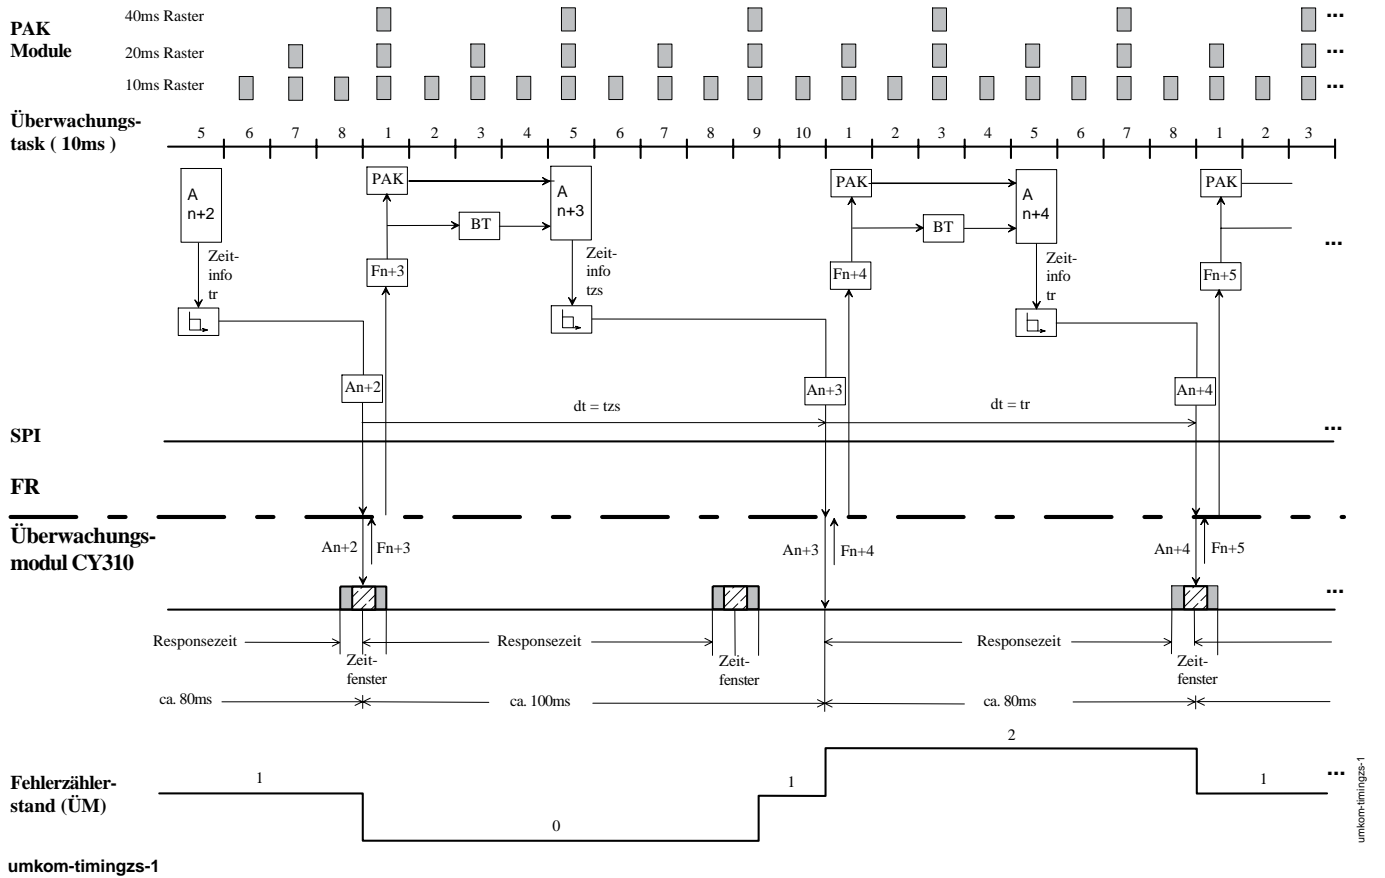 40ms Raster
...
PAK
Module
20ms Raster
...
10ms Raster
...
Überwachungs-
task ( 10ms )
5 6 7 8 1 2 3 4 5 6 7 8 9 10 1 2 3 4 5 6 7 8 1 2 3
A
n+2
PAK
A
n+3
PAK
A
n+4
PAK
BT
BT
...
Zeit-
info
tr
Fn+3
Zeit-
info
tzs
Fn+4
Zeit-
info
tr
Fn+5
An+2
An+3
An+4
dt = tzs
dt = tr
SPI
...
FR
Überwachungs-
modul CY310
An+2
Fn+3
An+3
Fn+4
An+4
Fn+5
...
Responsezeit
Responsezeit
Responsezeit
Zeit-
fenster
Zeit-
fenster
Zeit-
fenster
ca. 80ms
ca. 100ms
ca. 80ms
Fehlerzähler-
stand (ÜM)
1
0
1
2
1
...
umkom-timingzs-1
umkom-timingzs-1